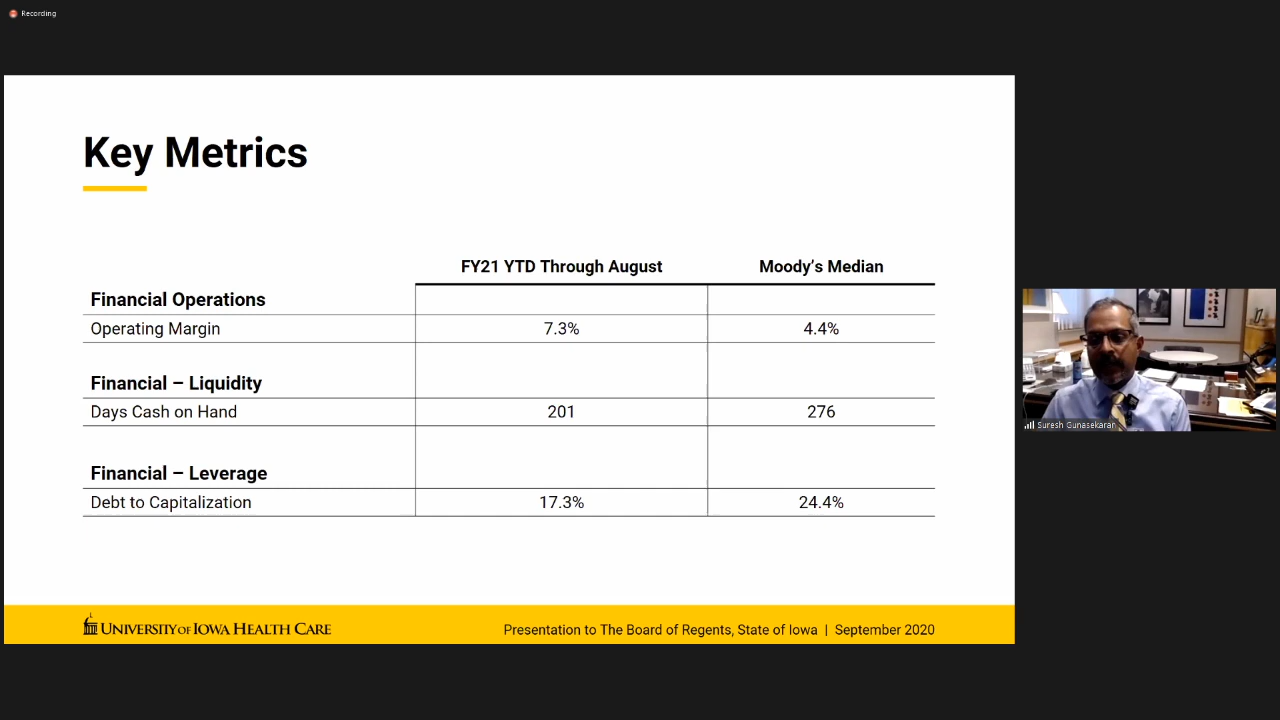 Recording
Key Metrics
FY21 YTD Through August Moody's Median
Financial Operations
Operating Margin 7.3% 4.4%
Financial – Liquidity
Days Cash on Hand 201 276
Financial – Leverage
Debt to Capitalization 17.3% 24.4%
Suresh Gunasekaran
UNIVERSITY OF IOWA HEALTH CARE
Presentation to The Board of Regents, State of Iowa | September 2020